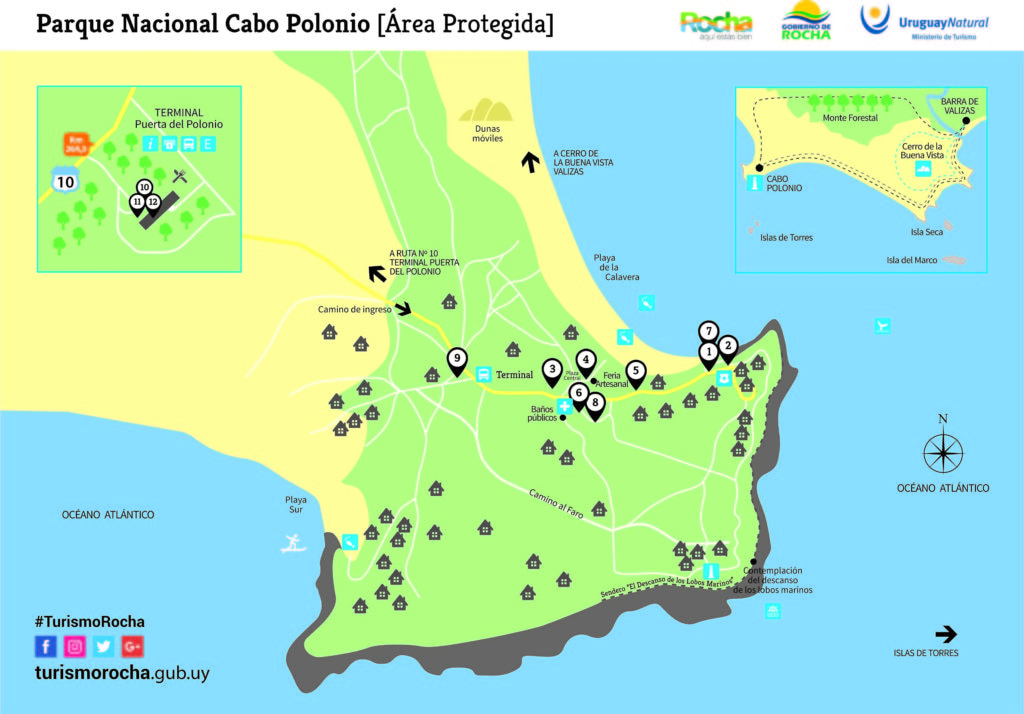 Parque Nacional Cabo Polonio [Área Protegida]
Rocha
aquí estás bien
GOBIERNO DE
ROCHA
UruguayNatural
Ministerio de Turismo
TERMINAL
Puerta del Polonio
i
E
Km
264,5
10
10
11
12
Dunas
móviles
A CERRO DE
LA BUENA VISTA
VALIZAS
BARRA DE
VALIZAS
Monte Forestal
Cerro de la
Buena Vista
CABO
POLONIO
Islas de Torres
Isla Seca
Isla del Marco
A RUTA Nº 10
TERMINAL PUERTA
DEL POLONIO
Playa
de la
Calavera
Camino de ingreso
7
1
2
9
Terminal
3
4
Plaza
Central
Feria
Artesanal
5
6
8
Baños
públicos
N
OCÉANO ATLÁNTICO
Camino al Faro
Playa
Sur
OCÉANO ATLÁNTICO
Contemplación
del descanso
de los lobos marinos
Sendero "El Descanso de los Lobos Marinos"
#TurismoRocha
f
G+
turismorocha.gub.uy
ISLAS DE TORRES